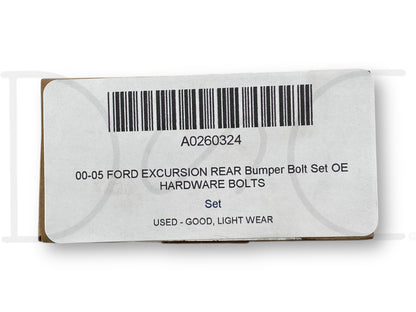 A0260324
00-05 FORD EXCURSION REAR Bumper Bolt Set OE
HARDWARE BOLTS
Set
USED - GOOD, LIGHT WEAR